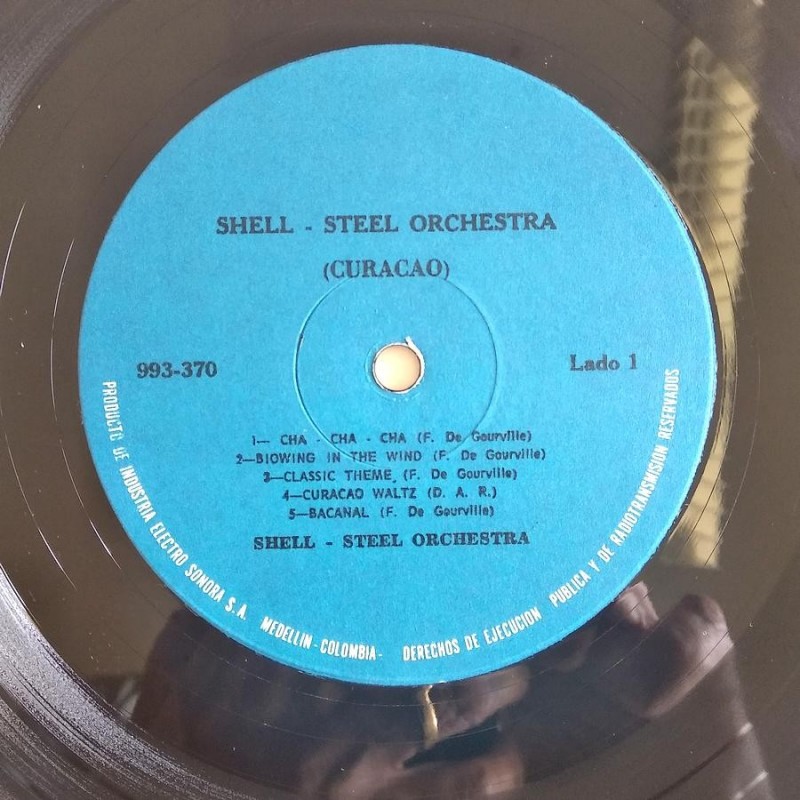 SHELL - STEEL ORCHESTRA
(CURACAO)
993-370
Lado 1
1— CHA - CHA - CHA (F. De Gourville)
2—BIOWING IN THE WIND (F. De Gourville)
3—CLASSIC THEME, (F. De Gourville)
4—CURACAO WALTZ (D. A. R.)
5—BACANAL (F. De Gourville)
SHELL - STEEL ORCHESTRA
PRODUCTO DE INDUSTRIA ELECTRO SONORA S.A. MEDELLIN - COLOMBIA - DERECHOS DE EJECUCION PUBLICA Y DE RADIOTRANSMISION RESERVADOS